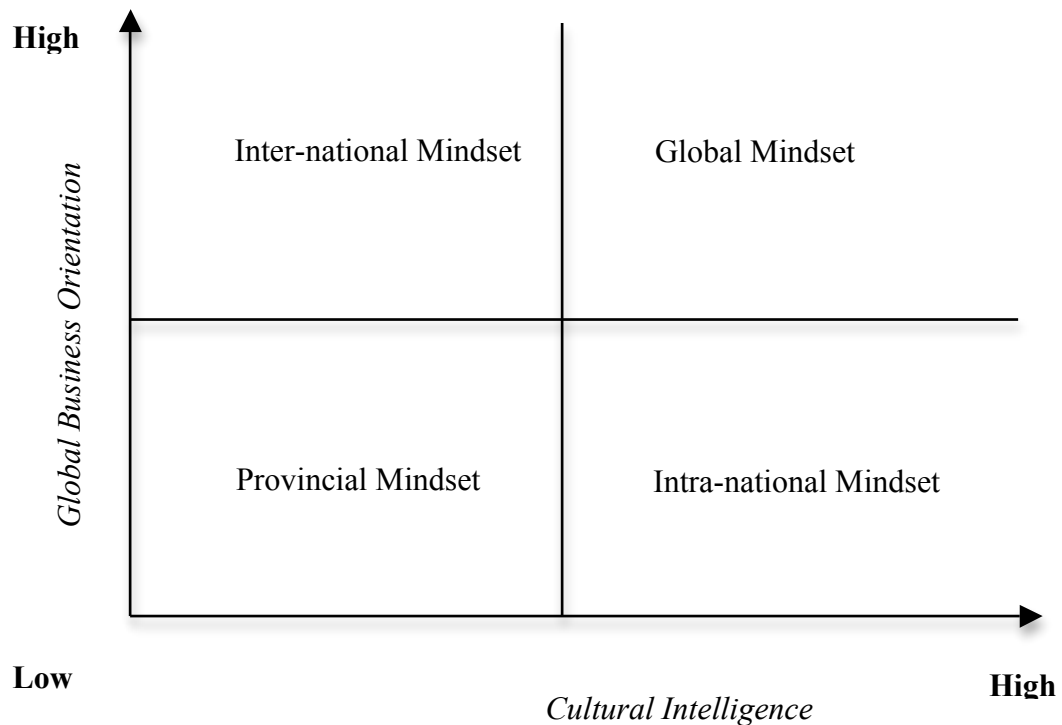 High
Inter-national Mindset
Global Mindset
Global Business Orientation
Provincial Mindset
Intra-national Mindset
Low
High
Cultural Intelligence